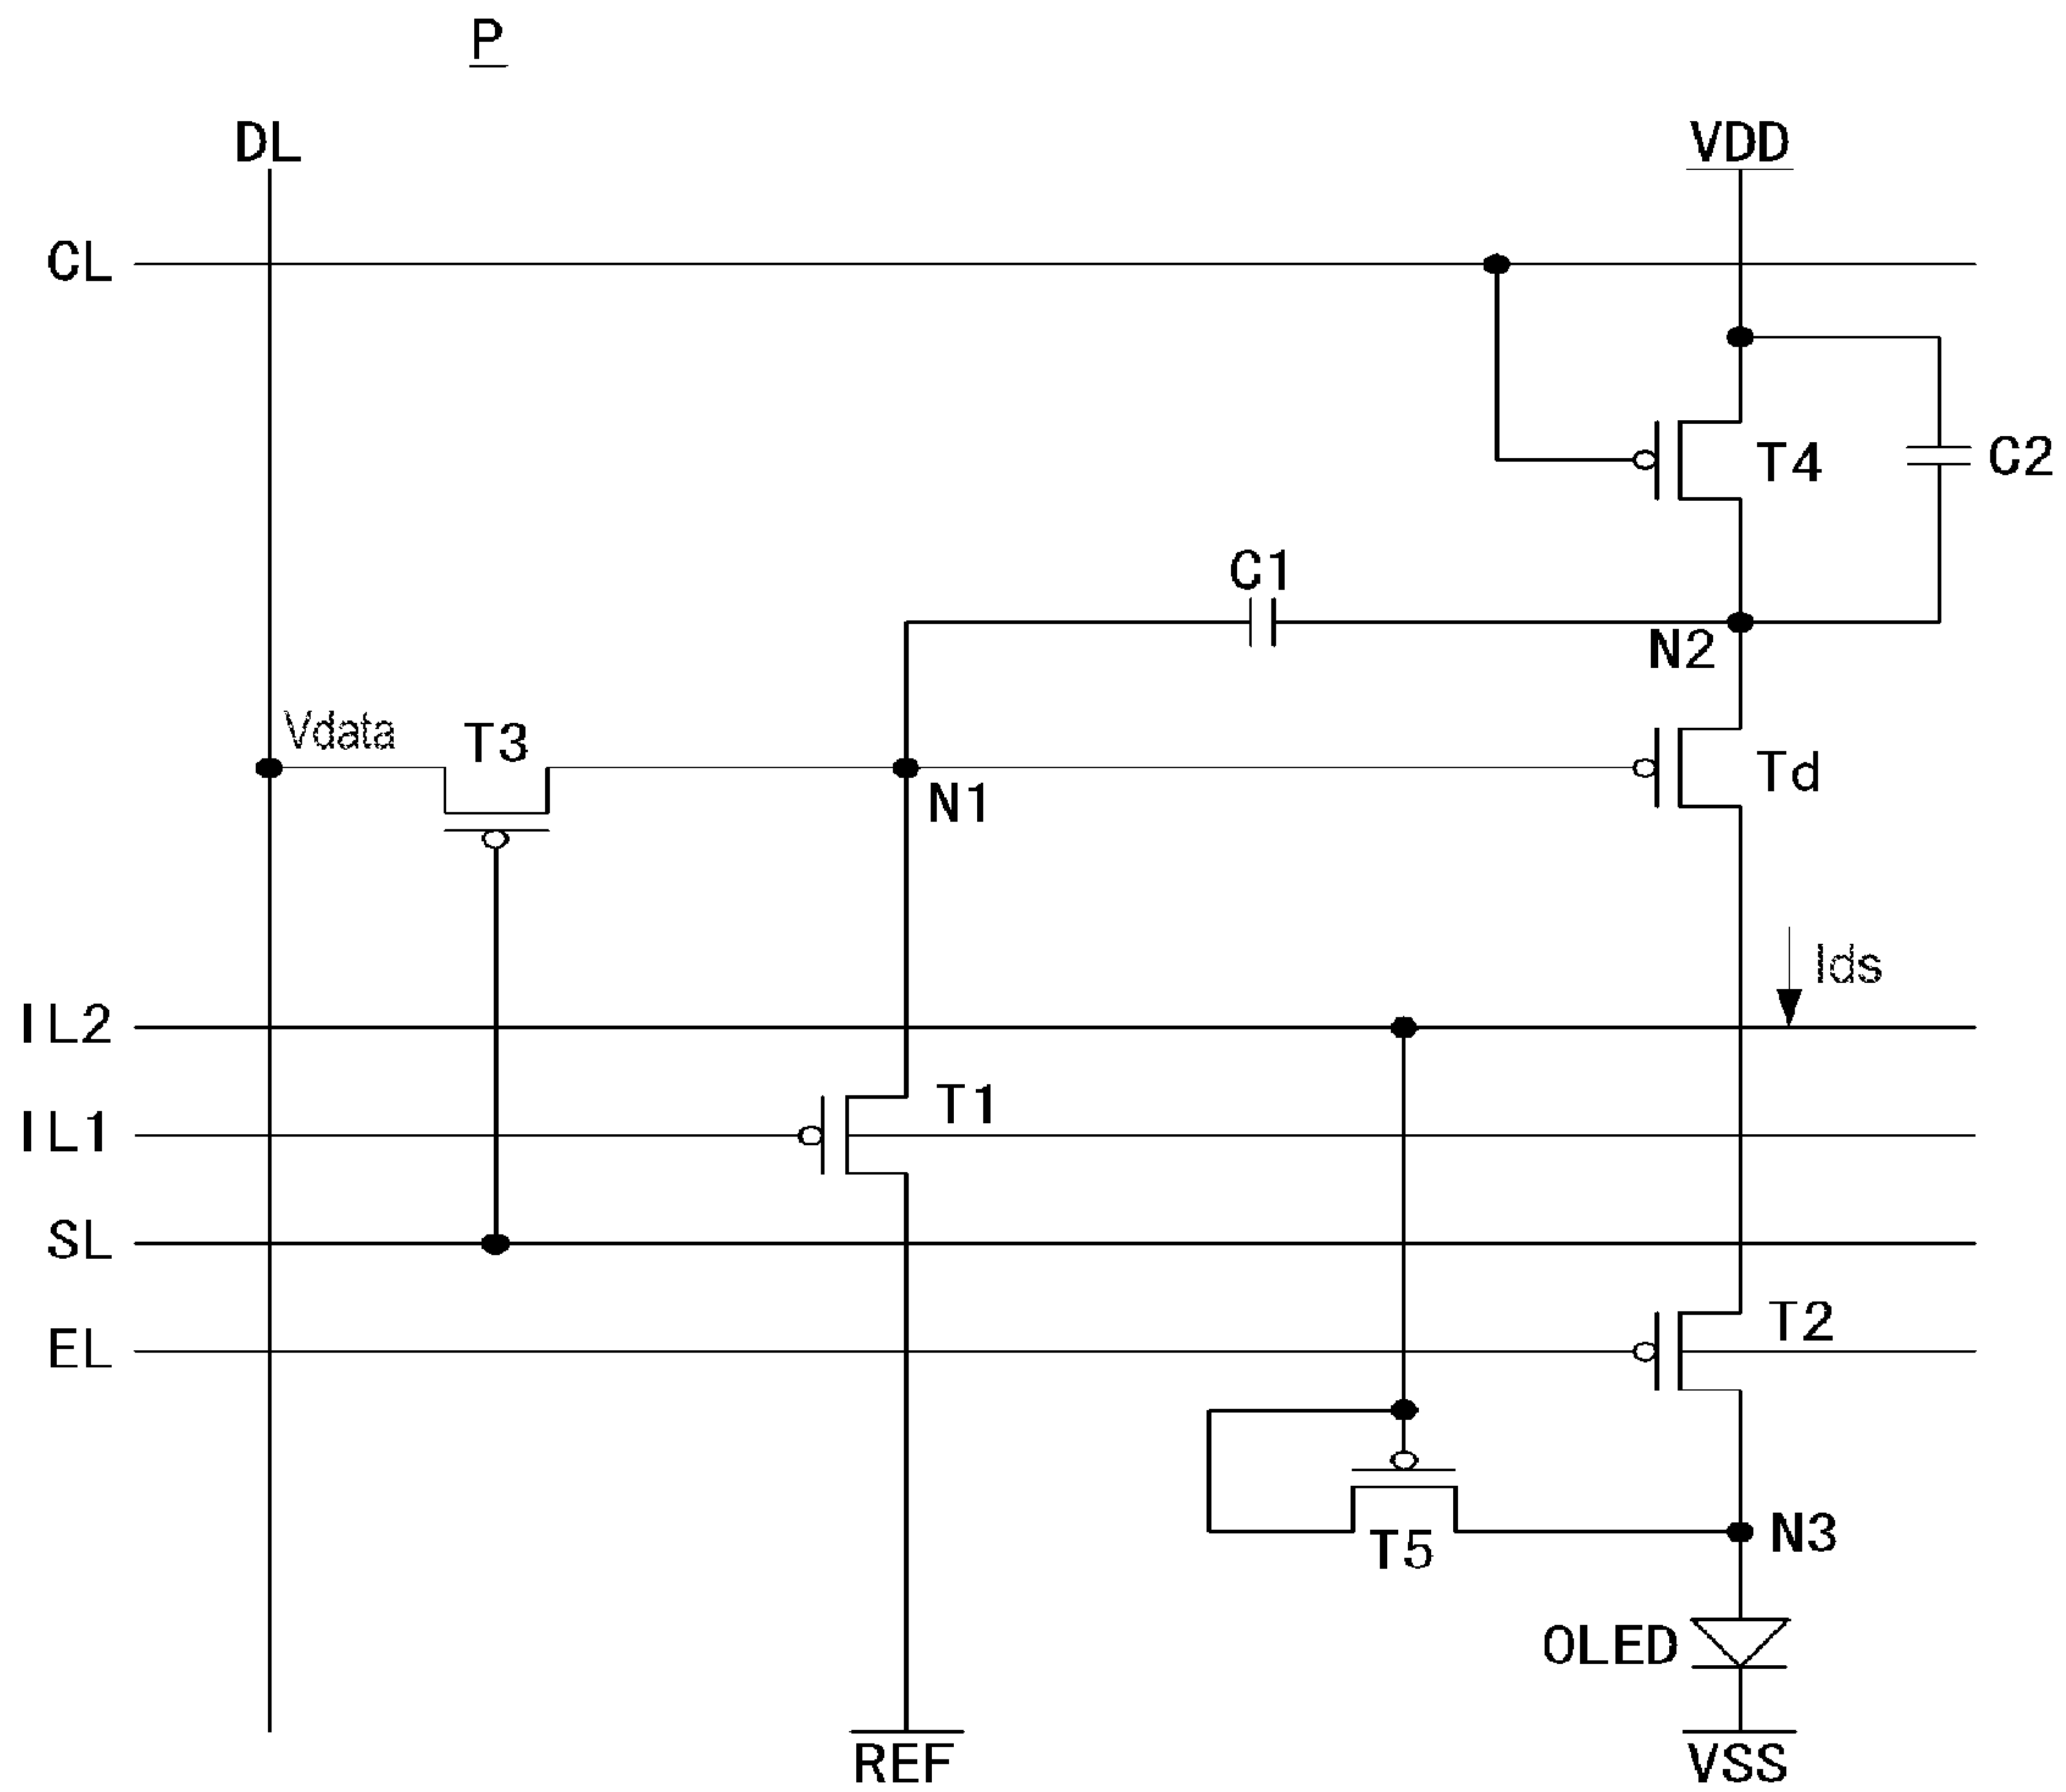 P
DL
VDD
CL
T4
C2
C1
N2
Vdata
T3
Td
N1
Ids
IL2
T1
IL1
SL
T2
EL
N3
T5
OLED
REF
VSS